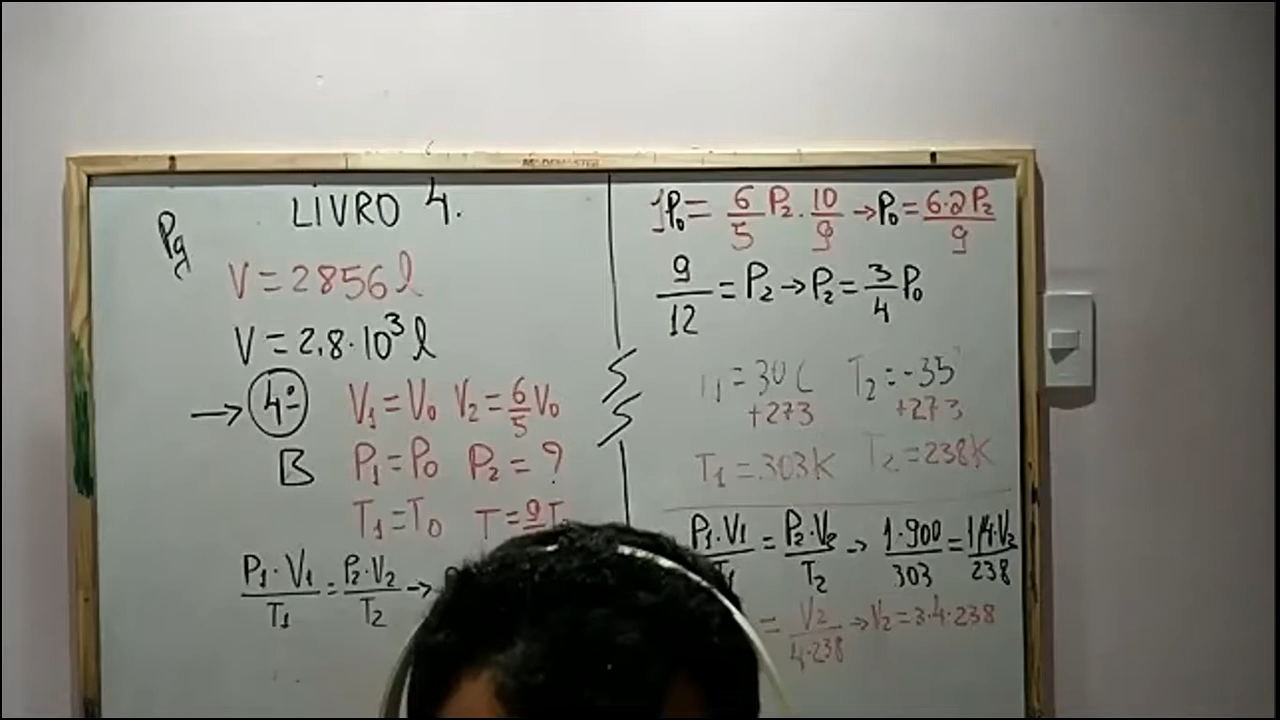 LIVRO 4.
Pg
V = 2856 l
V = 2,8·10³ l
→ 4º V₁ = V₀ V₂ = 6/5 V₀
B P₁ = P₀ P₂ = ?
T₁ = T₀ T =
P₁·V₁/T₁ = P₂·V₂/T₂ →
1P₀ = 6/5 P₂ · 10/9 → P₀ = 6·2P₂/9
9/12 = P₂ → P₂ = 3/4 P₀
= 30C T₂ = -35
+273 +273
T₁ = 303K T₂ = 238K
P₁·V₁/T₁ = P₂·V₂/T₂ → 1·900/303 = 1/4·V₂/238
= V₂/4·238 → V₂ = 3·4·238